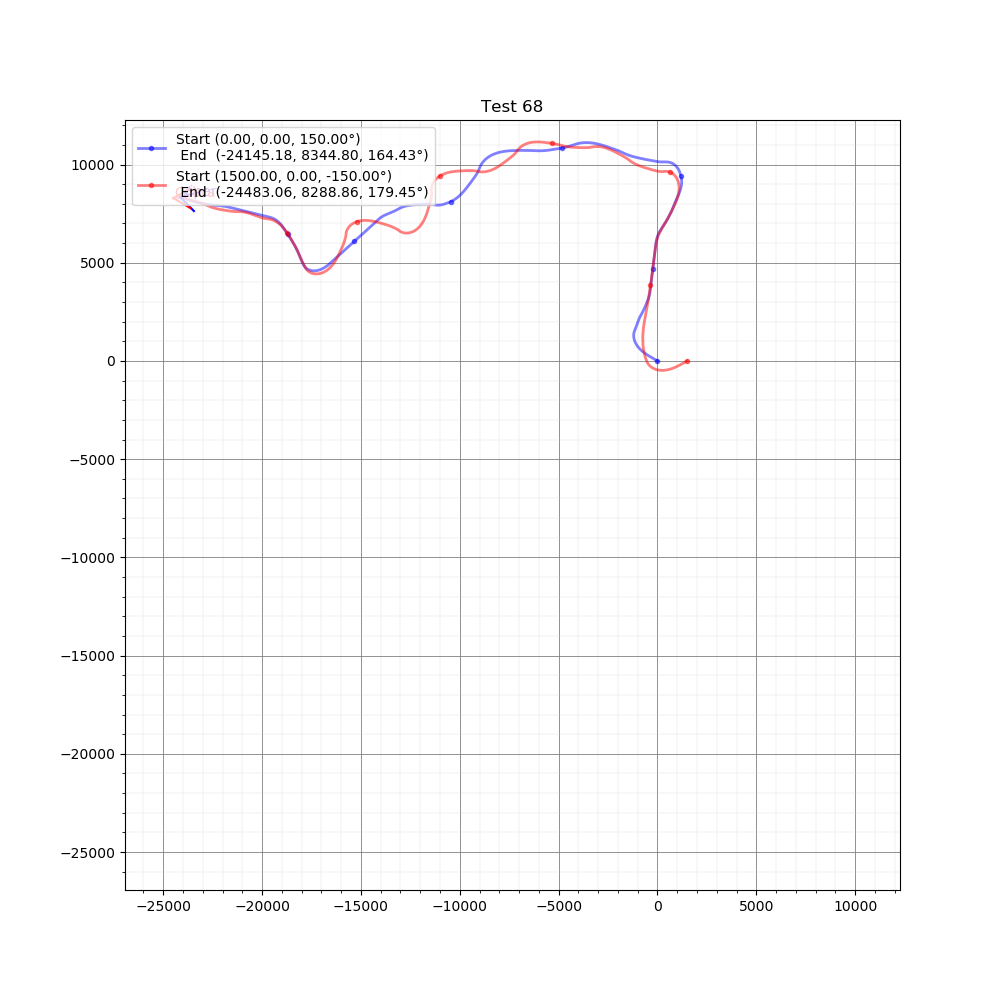 Test 68
Start (0.00, 0.00, 150.00°)
End (-24145.18, 8344.80, 164.43°)
Start (1500.00, 0.00, -150.00°)
End (-24483.06, 8288.86, 179.45°)
10000
5000
0
−5000
−10000
−15000
−20000
−25000
−25000 −20000 −15000 −10000 −5000 0 5000 10000